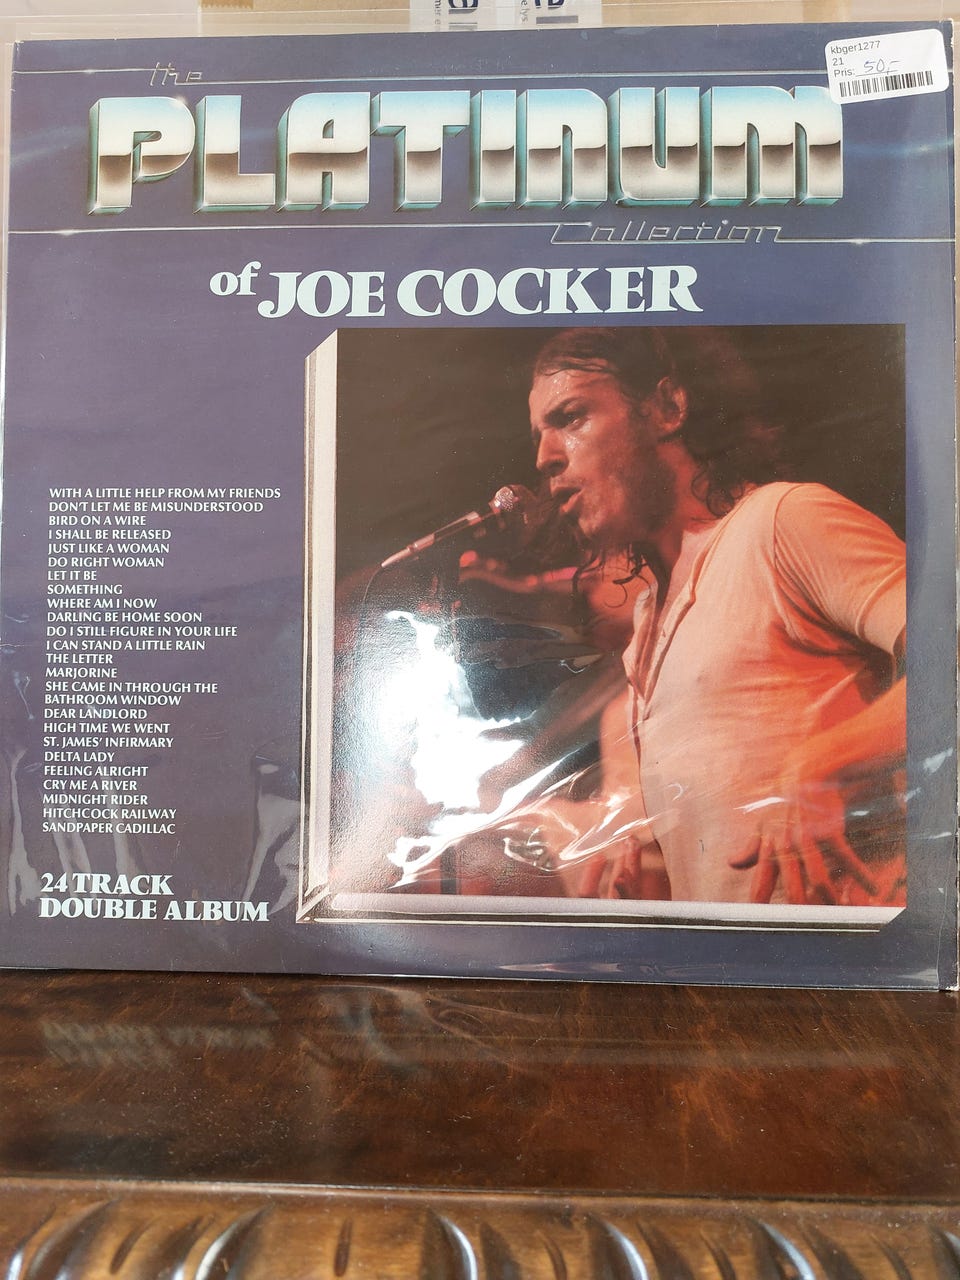 kbger1277
21
Pris: 50,-
the
PLATINUM
Collection
of JOE COCKER
WITH A LITTLE HELP FROM MY FRIENDS
DON'T LET ME BE MISUNDERSTOOD
BIRD ON A WIRE
I SHALL BE RELEASED
JUST LIKE A WOMAN
DO RIGHT WOMAN
LET IT BE
SOMETHING
WHERE AM I NOW
DARLING BE HOME SOON
DO I STILL FIGURE IN YOUR LIFE
I CAN STAND A LITTLE RAIN
THE LETTER
MARJORINE
SHE CAME IN THROUGH THE
BATHROOM WINDOW
DEAR LANDLORD
HIGH TIME WE WENT
ST. JAMES' INFIRMARY
DELTA LADY
FEELING ALRIGHT
CRY ME A RIVER
MIDNIGHT RIDER
HITCHCOCK RAILWAY
SANDPAPER CADILLAC
24 TRACK
DOUBLE ALBUM